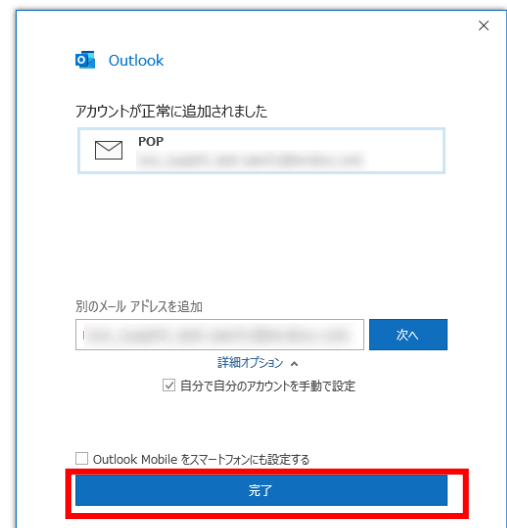 Outlook
アカウントが正常に追加されました
POP
別のメール アドレスを追加
次へ
詳細オプション ^
自分で自分のアカウントを手動で設定
Outlook Mobile をスマートフォンにも設定する
完了